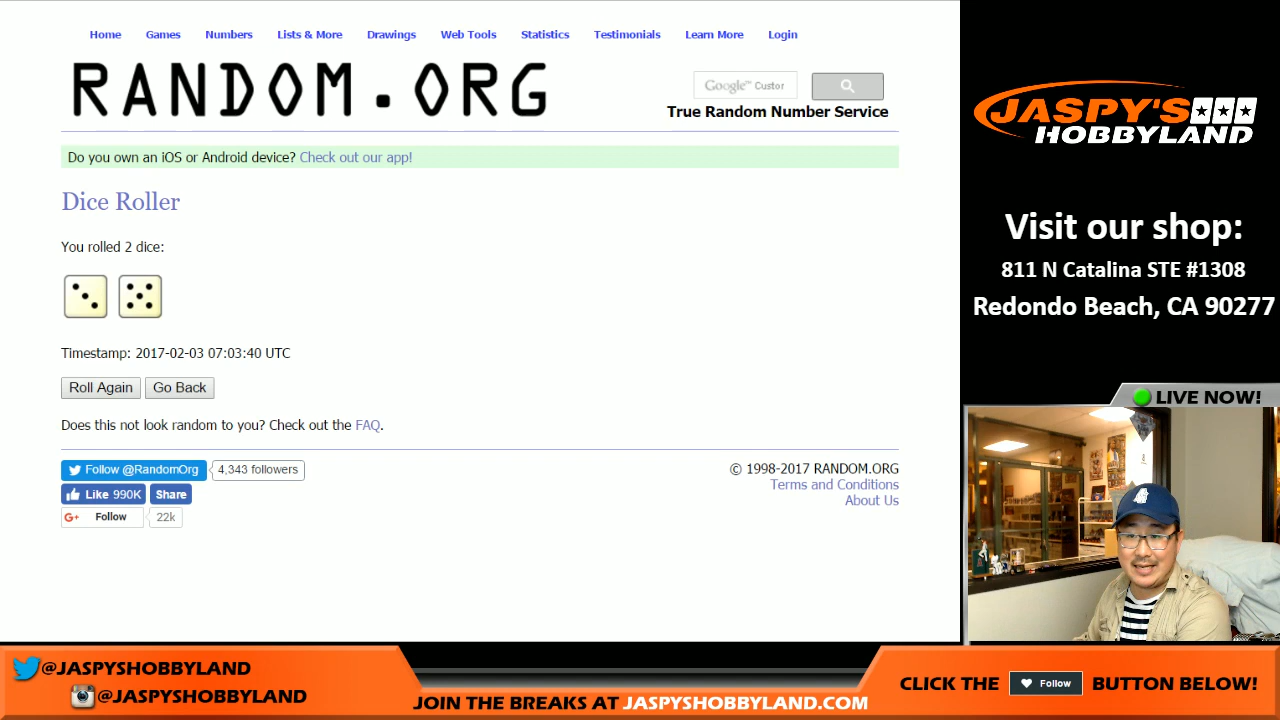 Home Games Numbers Lists & More Drawings Web Tools Statistics Testimonials Learn More Login
RANDOM.ORG
Google™ Custor
True Random Number Service
Do you own an iOS or Android device? Check out our app!
Dice Roller
You rolled 2 dice:
Timestamp: 2017-02-03 07:03:40 UTC
Roll Again Go Back
Does this not look random to you? Check out the FAQ.
Follow @RandomOrg 4,343 followers
Like 990K Share
G+ Follow 22k
© 1998-2017 RANDOM.ORG
Terms and Conditions
About Us
JASPY'S
HOBBYLAND
Visit our shop:
811 N Catalina STE #1308
Redondo Beach, CA 90277
LIVE NOW!
@JASPYSHOBBYLAND
@JASPYSHOBBYLAND
JOIN THE BREAKS AT JASPYSHOBBYLAND.COM
CLICK THE Follow BUTTON BELOW!